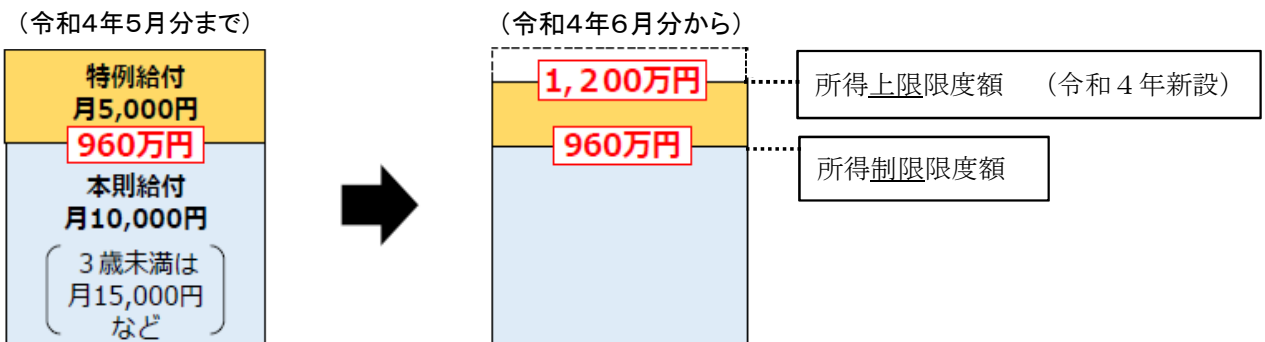 (令和4年5月分まで)
特例給付
月5,000円
960万円
本則給付
月10,000円
3歳未満は
月15,000円
など
(令和4年6月分から)
1,200万円
960万円
所得上限限度額 (令和4年新設)
所得制限限度額